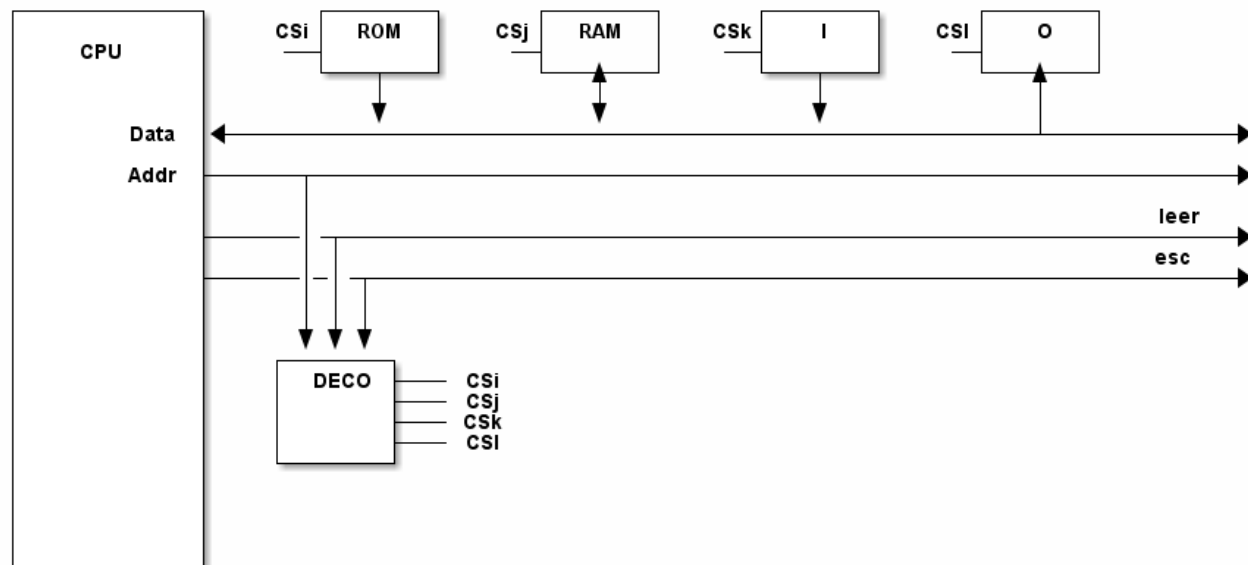 CSi ROM CSj RAM CSk I CSl O
CPU
Data
Addr
leer
esc
DECO CSi
CSj
CSk
CSl